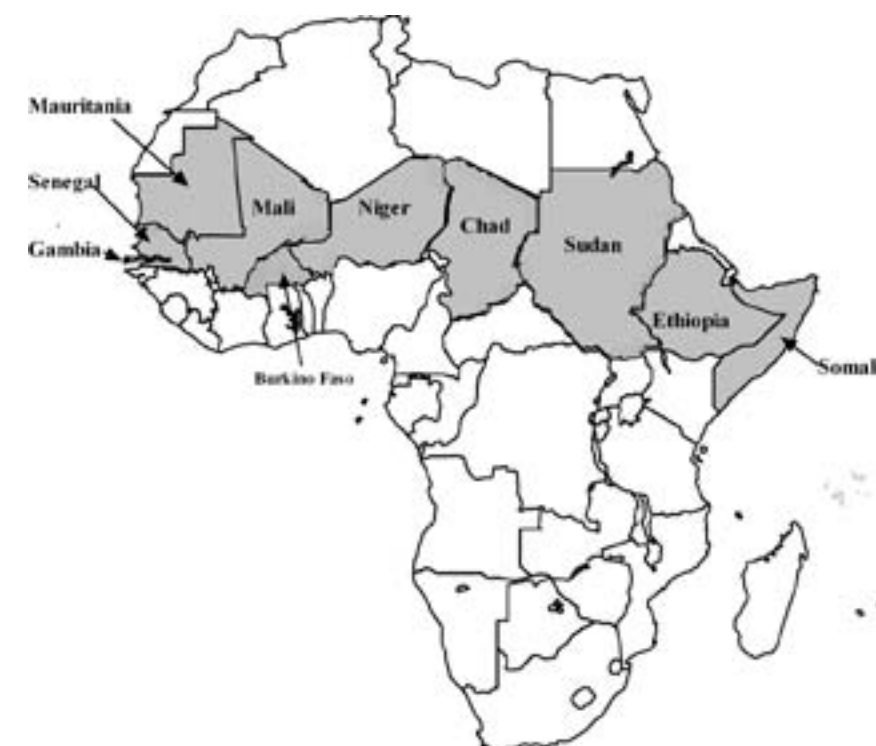 Mauritania
Senegal
Mali
Niger
Chad
Gambia
Sudan
Ethiopia
Somal
Burkino Faso